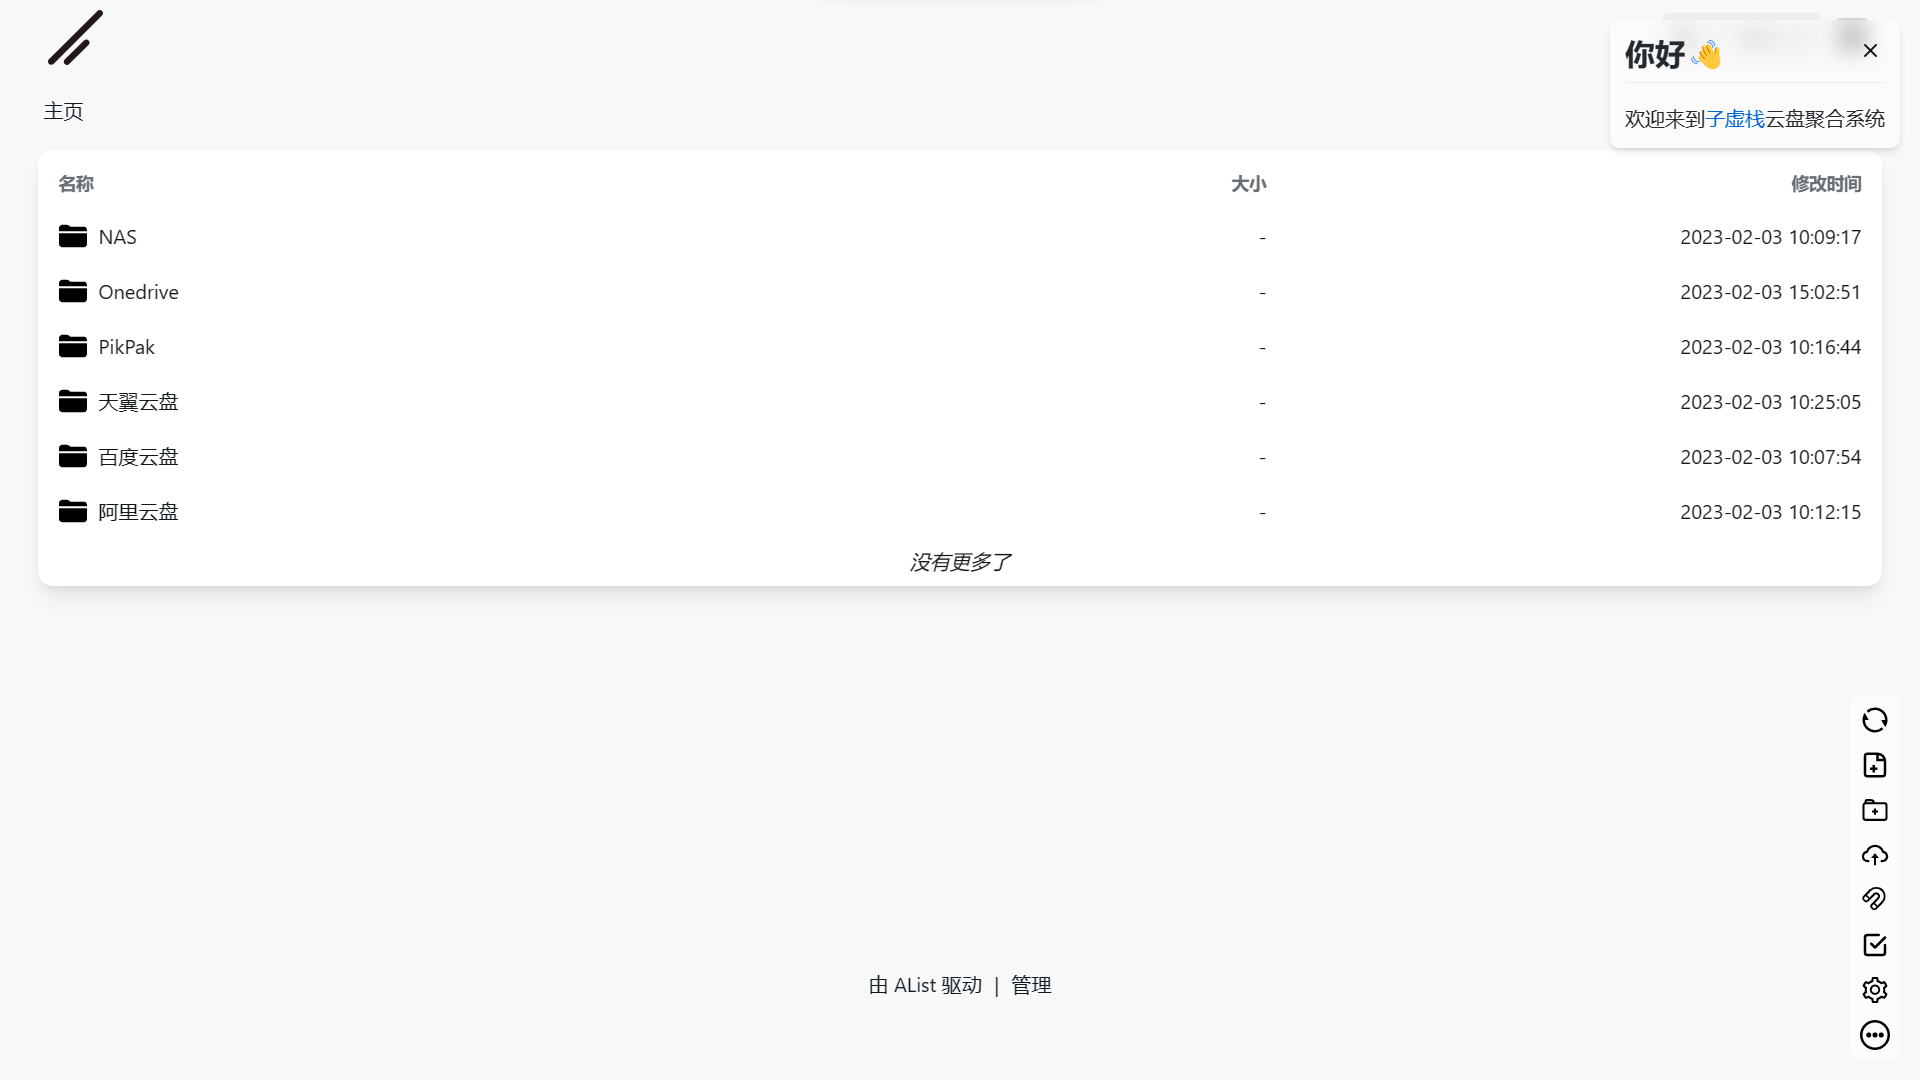 你好 👋
欢迎来到子虚栈云盘聚合系统
主页
名称 大小 修改时间
NAS - 2023-02-03 10:09:17
Onedrive - 2023-02-03 15:02:51
PikPak - 2023-02-03 10:16:44
天翼云盘 - 2023-02-03 10:25:05
百度云盘 - 2023-02-03 10:07:54
阿里云盘 - 2023-02-03 10:12:15
没有更多了
由 AList 驱动 | 管理